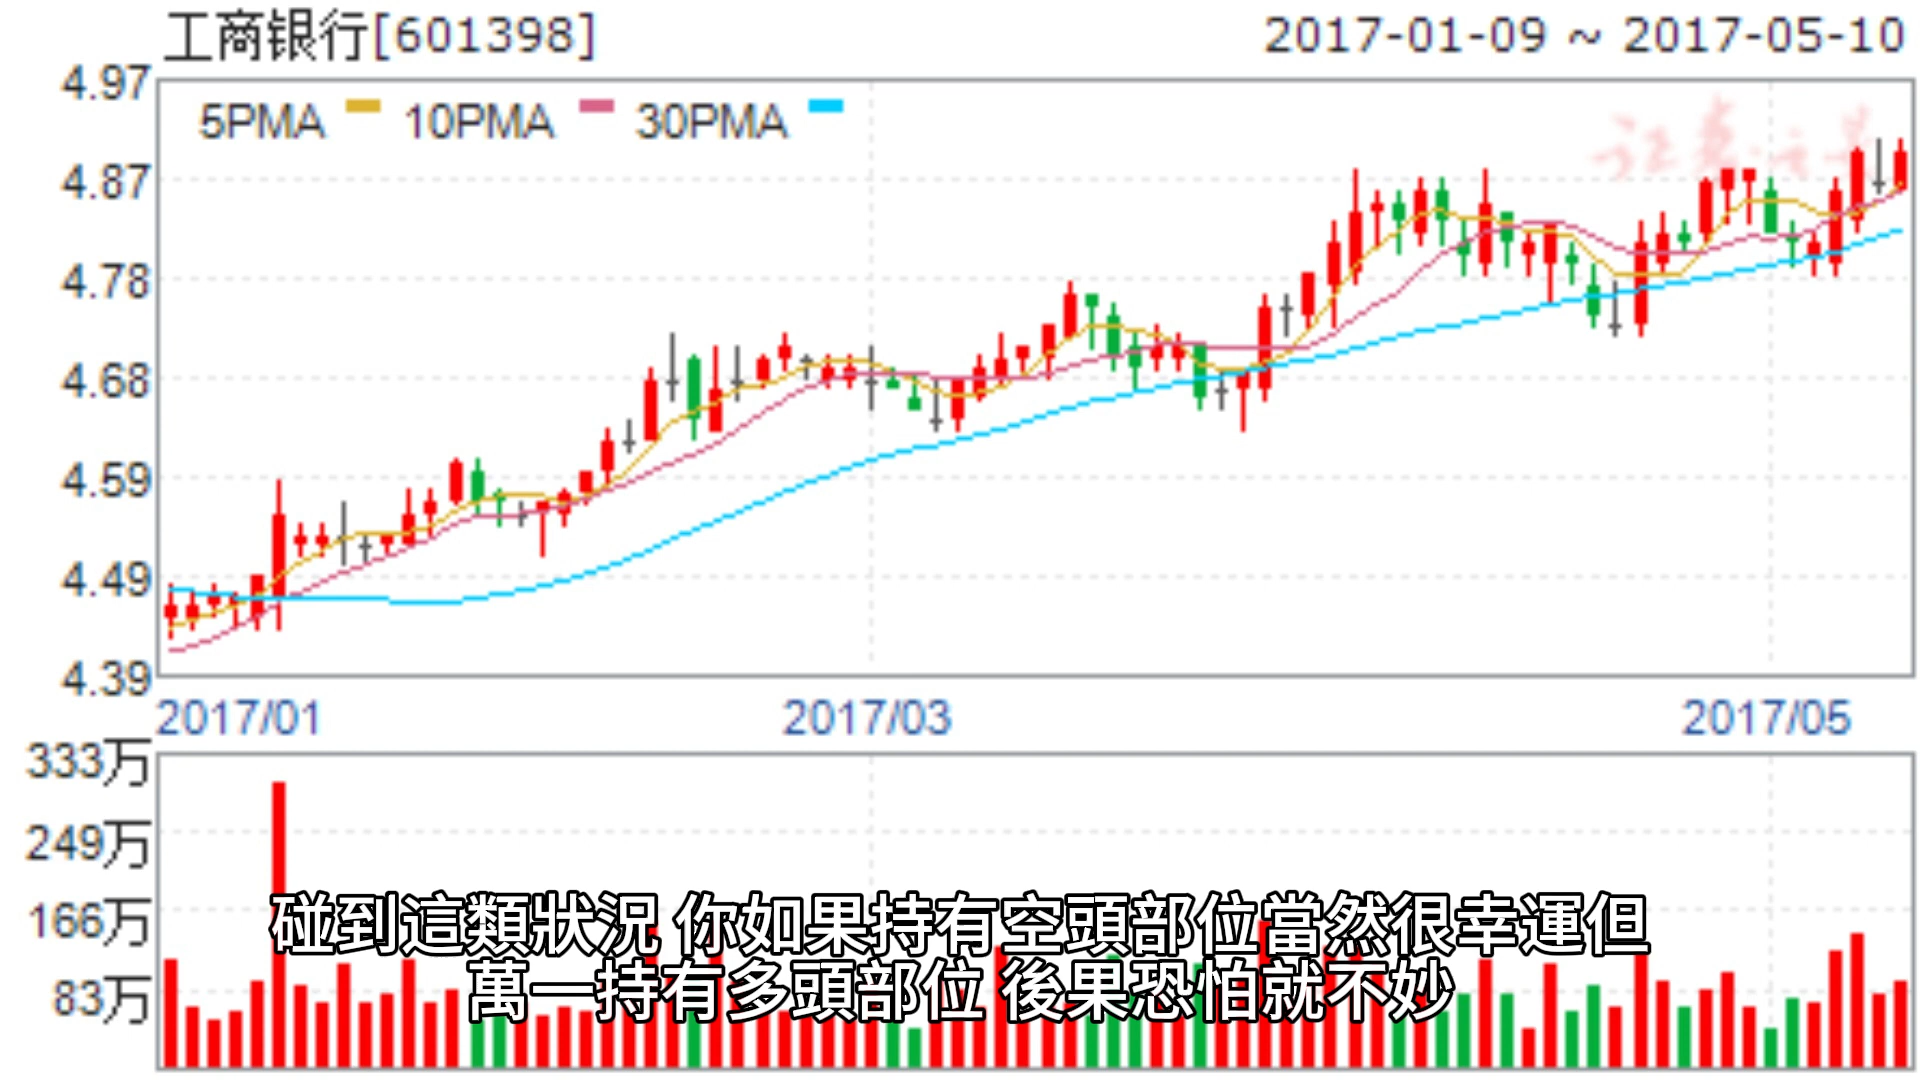 工商银行[601398]
2017-01-09 ~ 2017-05-10
5PMA 10PMA 30PMA
4.97
4.87
4.78
4.68
4.59
4.49
4.39
2017/01 2017/03 2017/05
333万
249万
166万
83万
碰到這類狀況 你如果持有空頭部位當然很幸運但
萬一持有多頭部位 後果恐怕就不妙